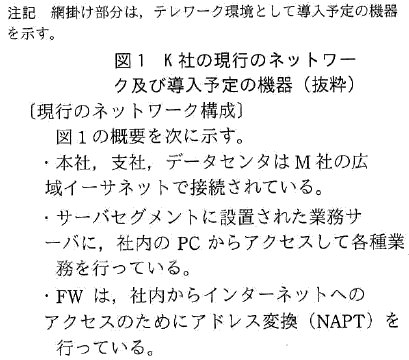 注記　網掛け部分は，テレワーク環境として導入予定の機器
を示す。
図１　K 社の現行のネットワー
ク及び導入予定の機器（抜粋）
〔現行のネットワーク構成〕
図１の概要を次に示す。
・本社，支社，データセンタは M 社の広
域イーサネットで接続されている。
・サーバセグメントに設置された業務サ
ーバに，社内の PC からアクセスして各種業
務を行っている。
・FW は，社内からインターネットへの
アクセスのためにアドレス変換（NAPT）を
行っている。